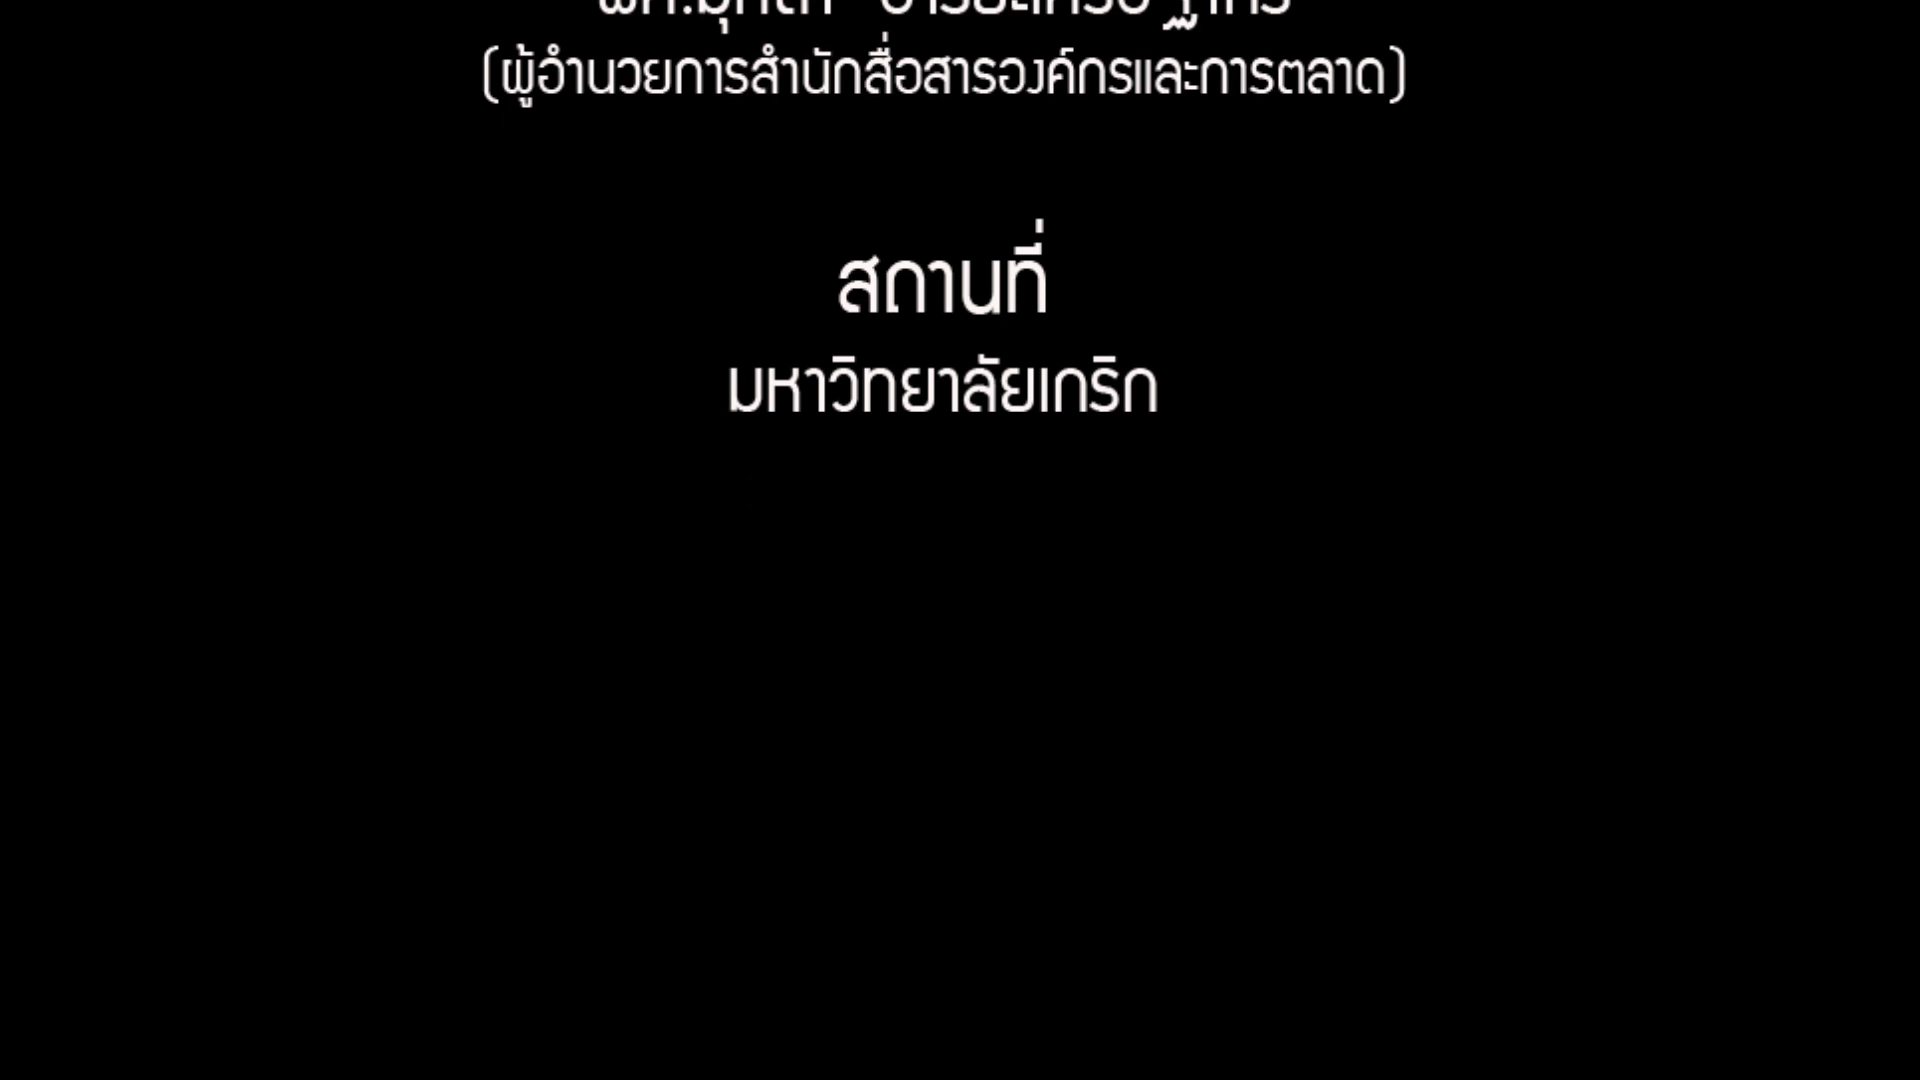 (ผู้อำนวยการสำนักสื่อสารองค์กรและการตลาด)
สถานที่
มหาวิทยาลัยเกริก